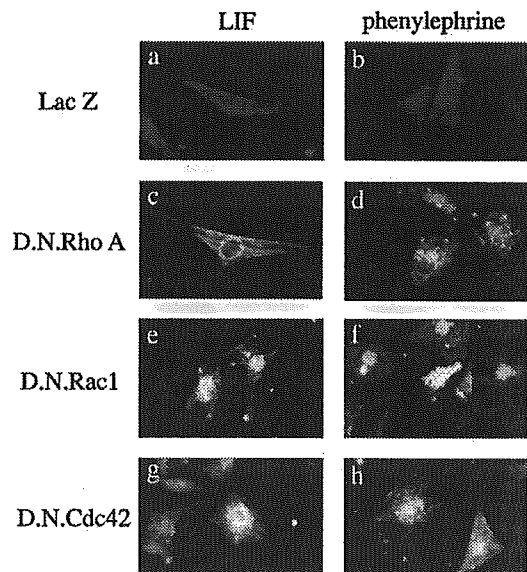 LIF phenylephrine
Lac Z
a b
D.N.Rho A
c d
D.N.Rac1
e f
D.N.Cdc42
g h